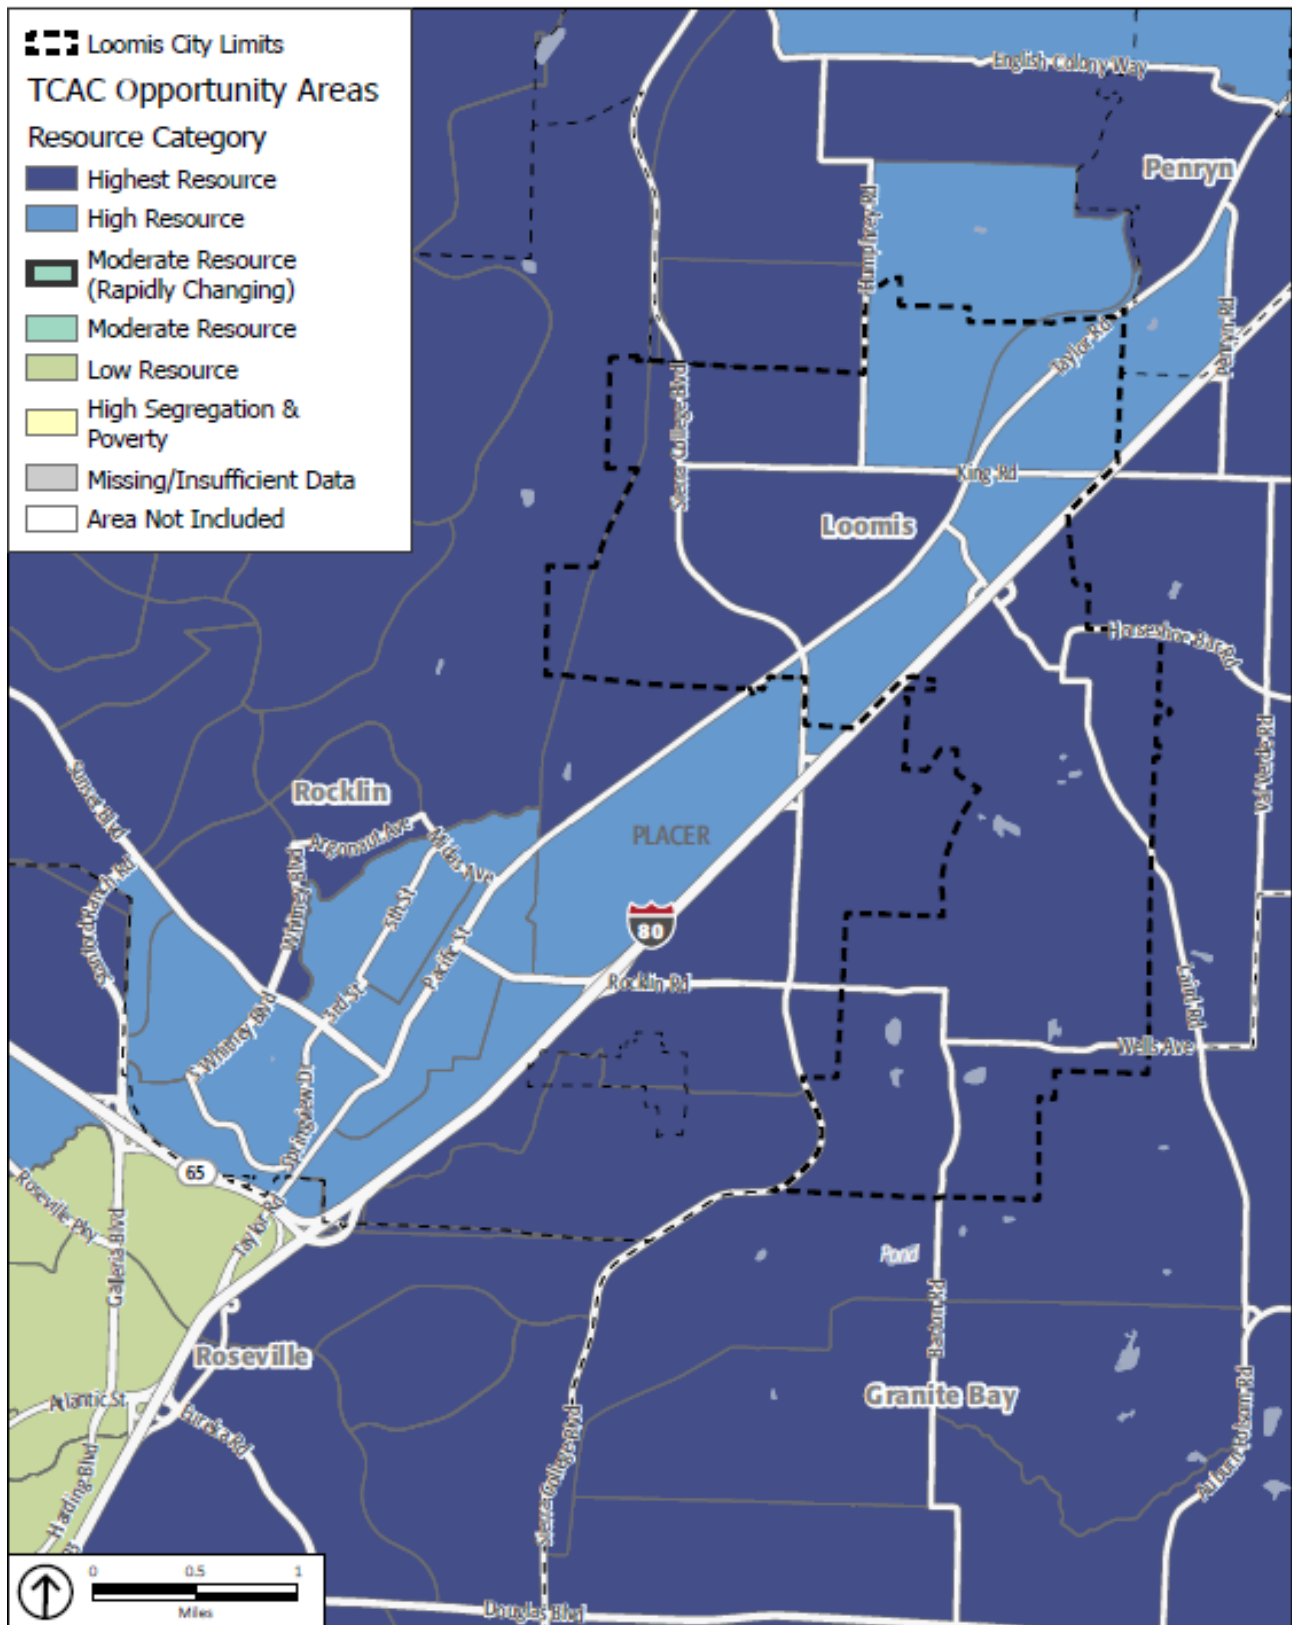 Loomis City Limits
TCAC Opportunity Areas
Resource Category
Highest Resource
High Resource
Moderate Resource
(Rapidly Changing)
Moderate Resource
Low Resource
High Segregation &
Poverty
Missing/Insufficient Data
Area Not Included
English Colony Way
Penryn
Humphrey Rd
Taylor Rd
Penryn Rd
Sierra College Blvd
King Rd
Loomis
Horseshoe Bar Rd
Val Verde Rd
Sunset Blvd
Rocklin
Argonaut Ave
Midas Ave
PLACER
Whitney Blvd
5th St
Pacific St
80
Rocklin Rd
3rd St
Laird Rd
S Whitney Blvd
Wells Ave
Springview Dr
65
Roseville Pky
Galleria Blvd
Taylor Rd
Pond
Barton Rd
Roseville
Granite Bay
Atlantic St
Eureka Rd
Sierra College Blvd
Auburn Folsom Rd
Harding Blvd
0 0.5 1
Miles
Douglas Blvd